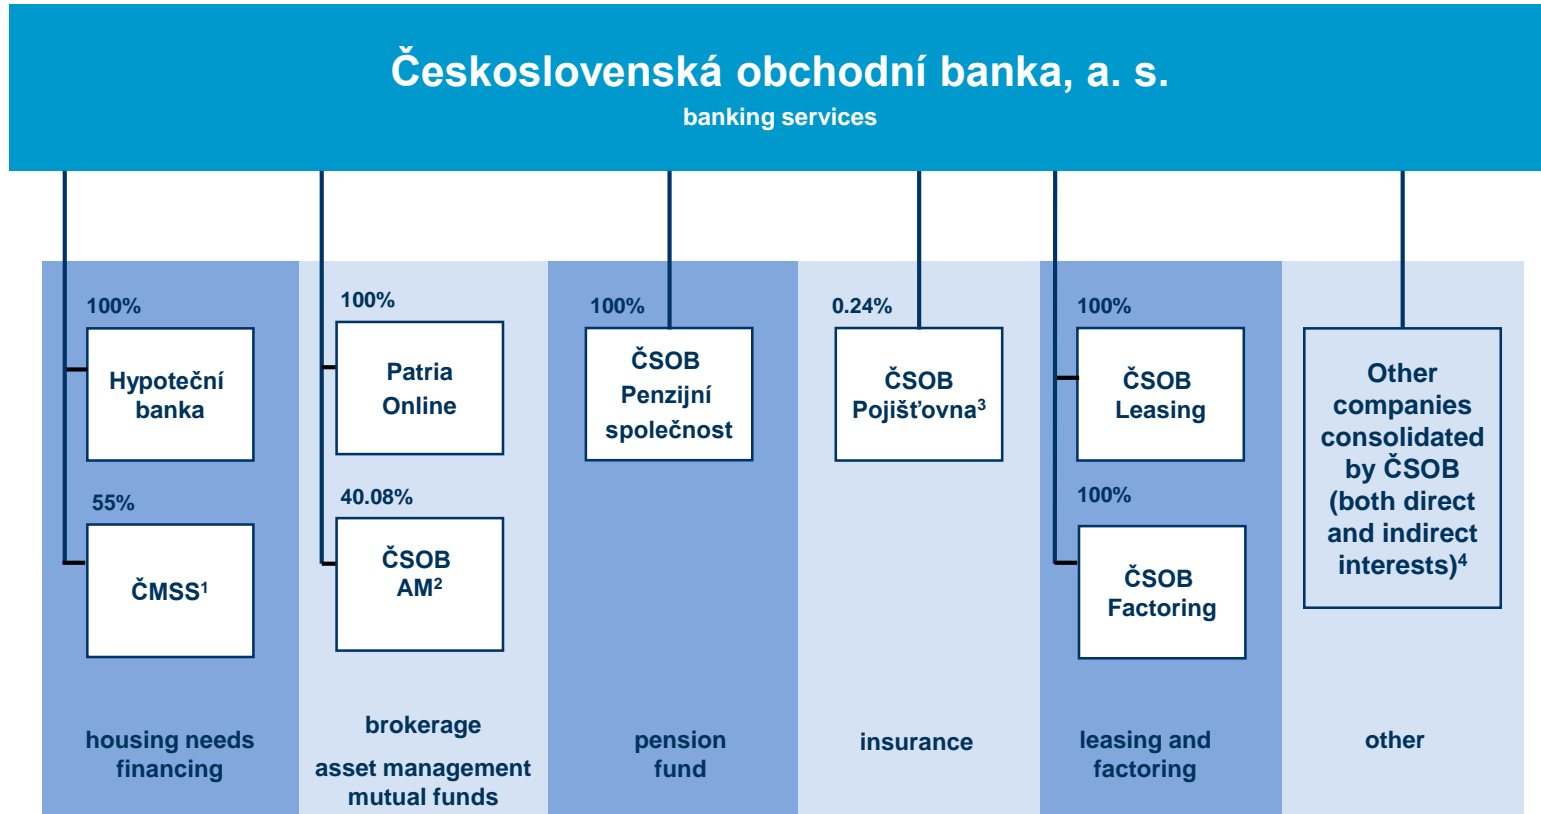 Československá obchodní banka, a. s.
banking services
100%
Hypoteční
banka
55%
ČMSS¹
housing needs
financing
100%
Patria
Online
40.08%
ČSOB
AM²
brokerage
asset management
mutual funds
100%
ČSOB
Penzijní
společnost
pension
fund
0.24%
ČSOB
Pojišťovna³
insurance
100%
ČSOB
Leasing
100%
ČSOB
Factoring
leasing and
factoring
Other
companies
consolidated
by ČSOB
(both direct
and indirect
interests)⁴
other